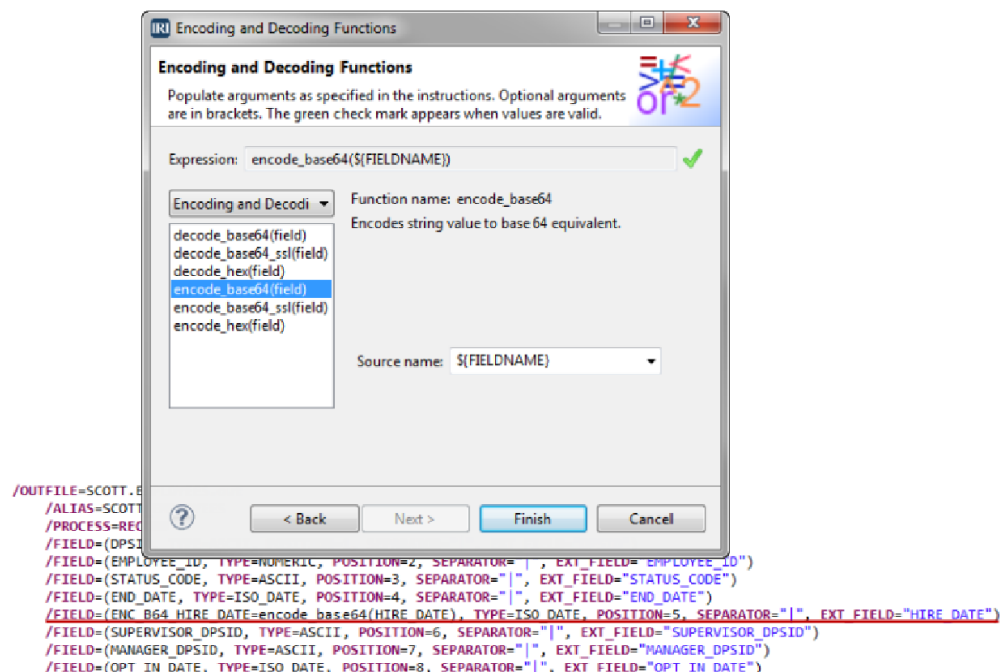 IRI Encoding and Decoding Functions
Encoding and Decoding Functions
Populate arguments as specified in the instructions. Optional arguments
are in brackets. The green check mark appears when values are valid.
Expression: encode_base64(${FIELDNAME})
Encoding and Decodi
Function name: encode_base64
Encodes string value to base 64 equivalent.
decode_base64(field)
decode_base64_ssl(field)
decode_hex(field)
encode_base64(field)
encode_base64_ssl(field)
encode_hex(field)
Source name: ${FIELDNAME}
? < Back Next > Finish Cancel
/OUTFILE=SCOTT.E
/ALIAS=SCOTT
/PROCESS=REC
/FIELD=(DPSI
/FIELD=(EMPLOYEE_ID, TYPE=NUMERIC, POSITION=2, SEPARATOR="|", EXT_FIELD="EMPLOYEE_ID")
/FIELD=(STATUS_CODE, TYPE=ASCII, POSITION=3, SEPARATOR="|", EXT_FIELD="STATUS_CODE")
/FIELD=(END_DATE, TYPE=ISO_DATE, POSITION=4, SEPARATOR="|", EXT_FIELD="END_DATE")
/FIELD=(ENC_B64_HIRE_DATE=encode_base64(HIRE_DATE), TYPE=ISO_DATE, POSITION=5, SEPARATOR="|", EXT_FIELD="HIRE_DATE")
/FIELD=(SUPERVISOR_DPSID, TYPE=ASCII, POSITION=6, SEPARATOR="|", EXT_FIELD="SUPERVISOR_DPSID")
/FIELD=(MANAGER_DPSID, TYPE=ASCII, POSITION=7, SEPARATOR="|", EXT_FIELD="MANAGER_DPSID")
/FIELD=(OPT_IN_DATE, TYPE=ISO_DATE, POSITION=8, SEPARATOR="|", EXT_FIELD="OPT_IN_DATE")